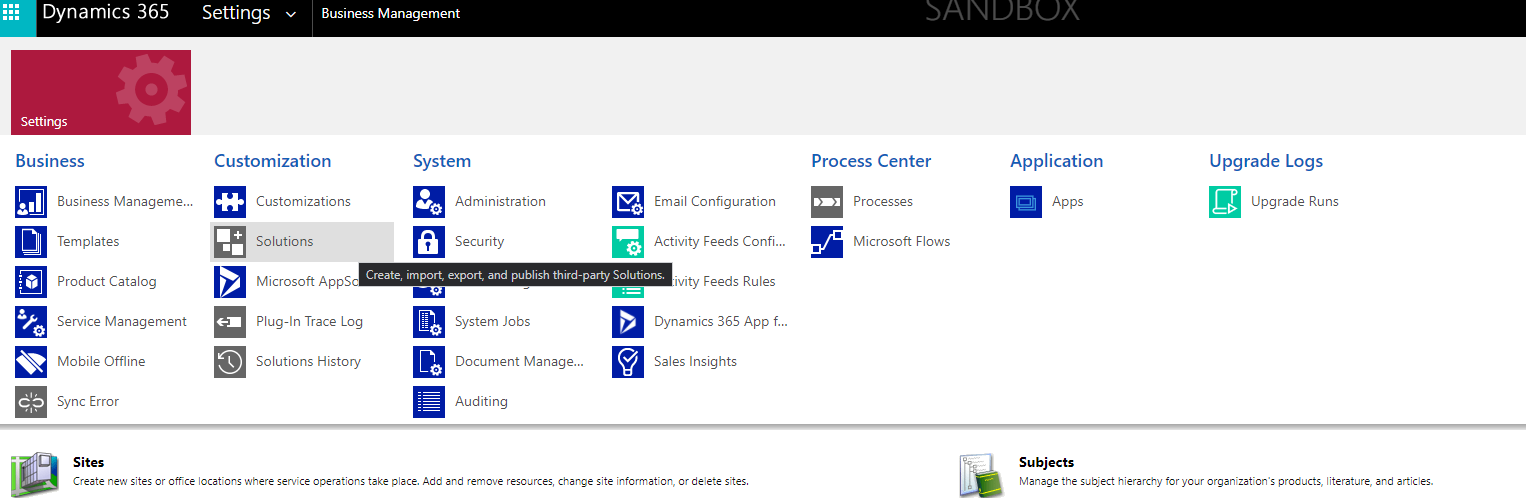 Dynamics 365 Settings Business Management SANDBOX
Settings
Business
Business Manageme...
Templates
Product Catalog
Service Management
Mobile Offline
Sync Error
Customization
Customizations
Solutions
Create, import, export, and publish third-party Solutions.
Microsoft AppSo
Plug-In Trace Log
Solutions History
System
Administration
Security
System Jobs
Document Manage...
Auditing
Email Configuration
Activity Feeds Confi...
ctivity Feeds Rules
Dynamics 365 App f...
Sales Insights
Process Center
Processes
Microsoft Flows
Application
Apps
Upgrade Logs
Upgrade Runs
Sites
Create new sites or office locations where service operations take place. Add and remove resources, change site information, or delete sites.
Subjects
Manage the subject hierarchy for your organization's products, literature, and articles.